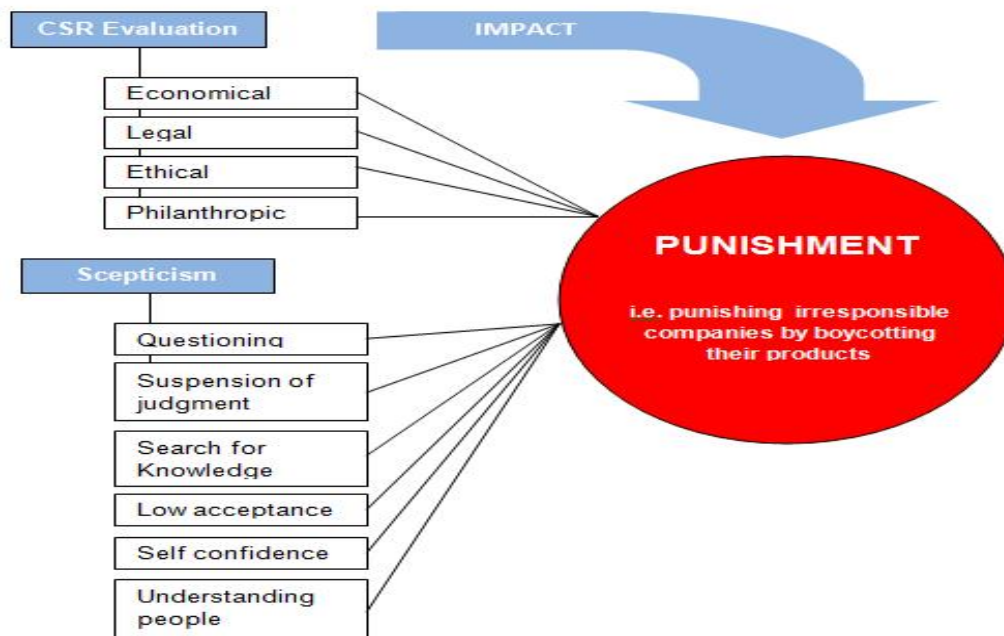 CSR Evaluation
IMPACT
Economical
Legal
Ethical
Philanthropic
PUNISHMENT
i.e. punishing irresponsible
companies by boycotting
their products
Scepticism
Questioning
Suspension of
judgment
Search for
Knowledge
Low acceptance
Self confidence
Understanding
people